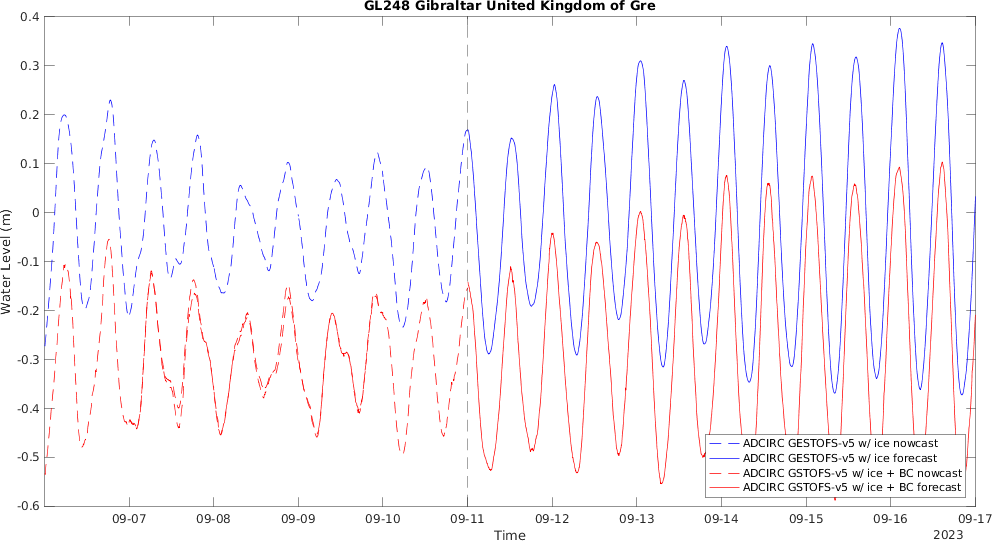 GL248 Gibraltar United Kingdom of Gre
0.4
0.3
0.2
0.1
0
-0.1
-0.2
-0.3
-0.4
-0.5
-0.6
Water Level (m)
ADCIRC GESTOFS-v5 w/ ice nowcast
ADCIRC GESTOFS-v5 w/ ice forecast
ADCIRC GSTOFS-v5 w/ ice + BC nowcast
ADCIRC GSTOFS-v5 w/ ice + BC forecast
09-07 09-08 09-09 09-10 09-11 09-12 09-13 09-14 09-15 09-16 09-17
Time
2023